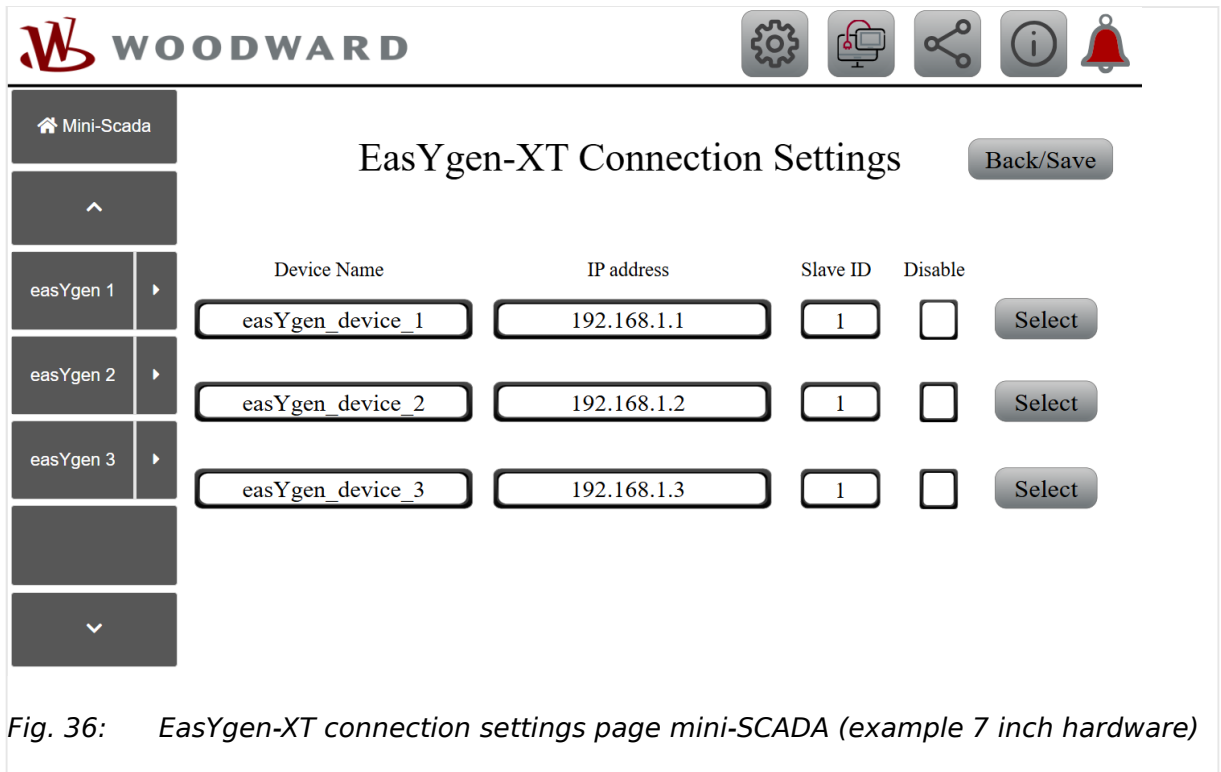 WOODWARD
Mini-Scada
EasYgen-XT Connection Settings
Back/Save
Device Name IP address Slave ID Disable
easYgen 1
easYgen_device_1 192.168.1.1 1 Select
easYgen 2
easYgen_device_2 192.168.1.2 1 Select
easYgen 3
easYgen_device_3 192.168.1.3 1 Select
Fig. 36: EasYgen-XT connection settings page mini-SCADA (example 7 inch hardware)